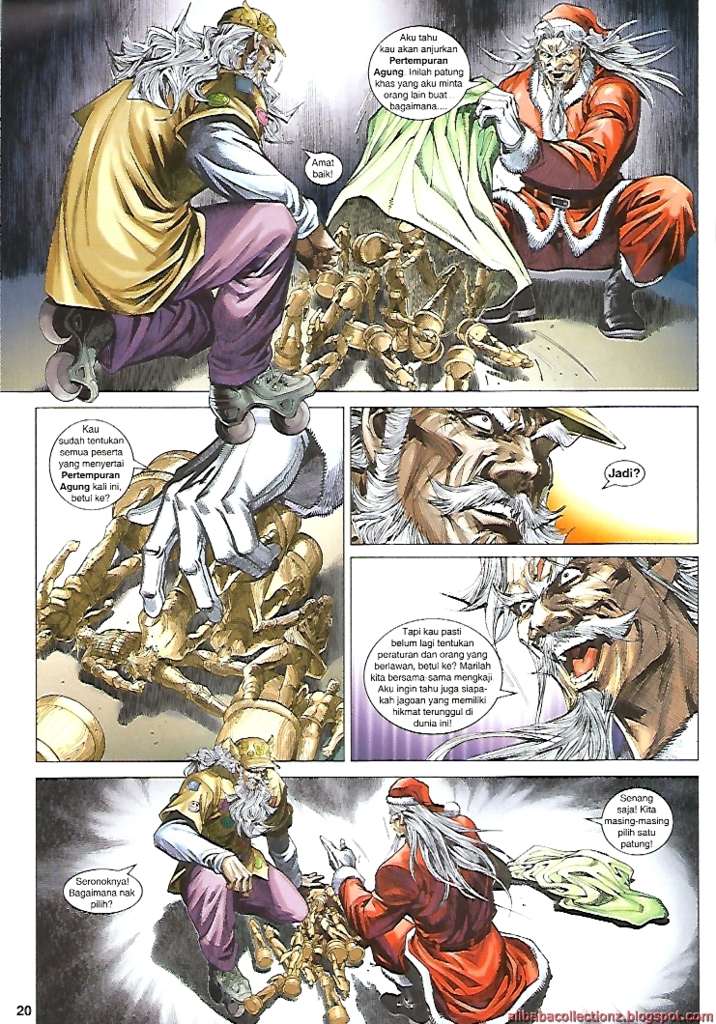 Aku tahu
kau akan anjurkan
Pertempuran
Agung. Inilah patung
khas yang aku minta
orang lain buat
bagaimana....
Amat
baik!
Kau
sudah tentukan
semua peserta
yang menyertai
Pertempuran
Agung kali ini,
betul ke?
Jadi?
Tapi kau pasti
belum lagi tentukan
peraturan dan orang yang
berlawan, betul ke? Marilah
kita bersama-sama mengkaji.
Aku ingin tahu juga siapa-
kah jagoan yang memiliki
hikmat terunggul di
dunia ini!
Seronoknya!
Bagaimana nak
pilih?
Senang
saja! Kita
masing-masing
pilih satu
patung!
20
alibabacollectionz.blogspot.com